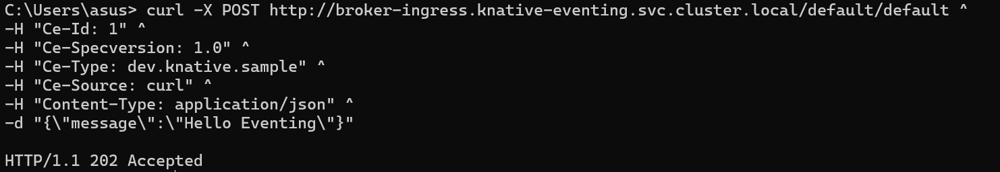 C:\Users\asus> curl -X POST http://broker-ingress.knative-eventing.svc.cluster.local/default/default ^
-H "Ce-Id: 1" ^
-H "Ce-Specversion: 1.0" ^
-H "Ce-Type: dev.knative.sample" ^
-H "Ce-Source: curl" ^
-H "Content-Type: application/json" ^
-d "{\"message\":\"Hello Eventing\"}"
HTTP/1.1 202 Accepted